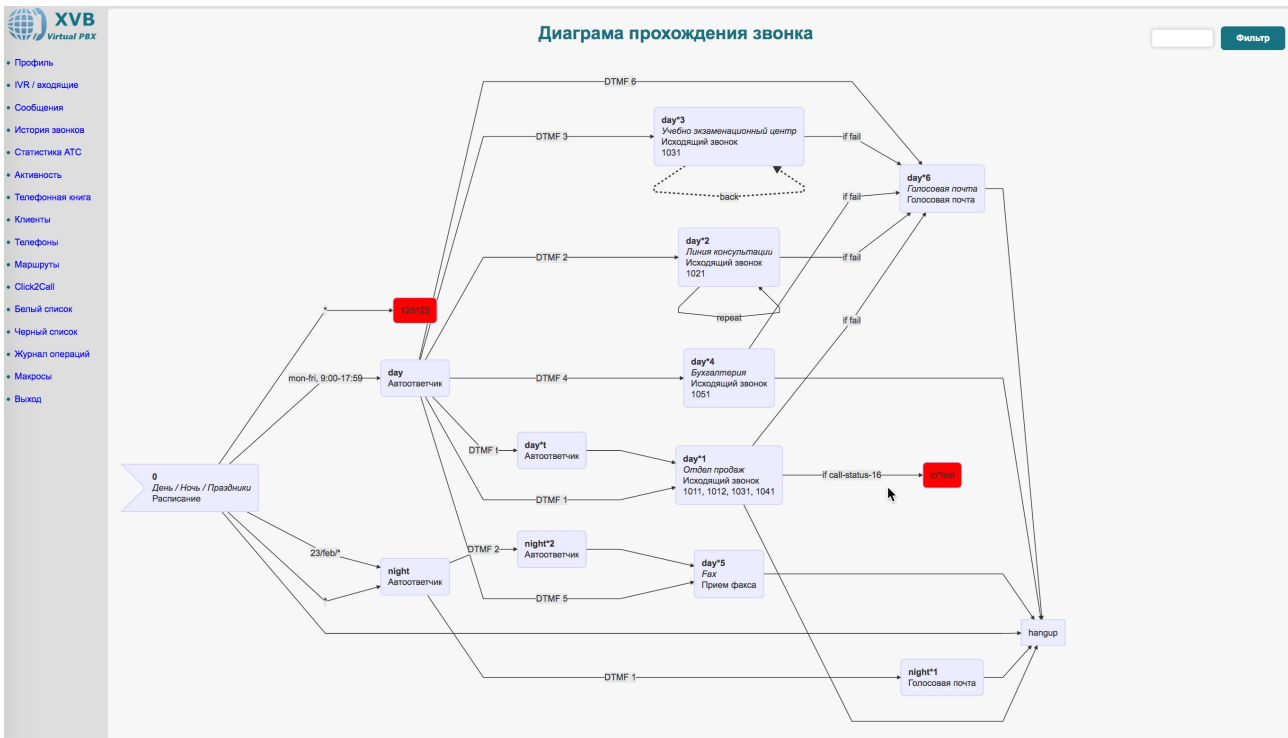 XVB
Virtual PBX
Профиль
IVR / входящие
Сообщения
История звонков
Статистика АТС
Активность
Телефонная книга
Клиенты
Телефоны
Маршруты
Click2Call
Белый список
Черный список
Журнал операций
Макросы
Выход
Диаграма прохождения звонка
Фильтр
DTMF 6
day*3
Учебно экзаменационный центр
Исходящий звонок
1031
DTMF 3
if fail
back
day*6
Голосовая почта
Голосовая почта
if fail
day*2
Линия консультации
Исходящий звонок
1021
DTMF 2
if fail
repeat
*
123123
if fail
day*4
Бухгалтерия
Исходящий звонок
1051
mon-fri, 9:00-17:59
day
Автоответчик
DTMF 4
DTMF t
day*t
Автоответчик
day*1
Отдел продаж
Исходящий звонок
1011, 1012, 1031, 1041
if call-status-16
DTMF 1
0
День / Ночь / Праздники
Расписание
23/feb/*
night
Автоответчик
DTMF 2
night*2
Автоответчик
day*5
Fax
Прием факса
DTMF 5
*
hangup
DTMF 1
night*1
Голосовая почта